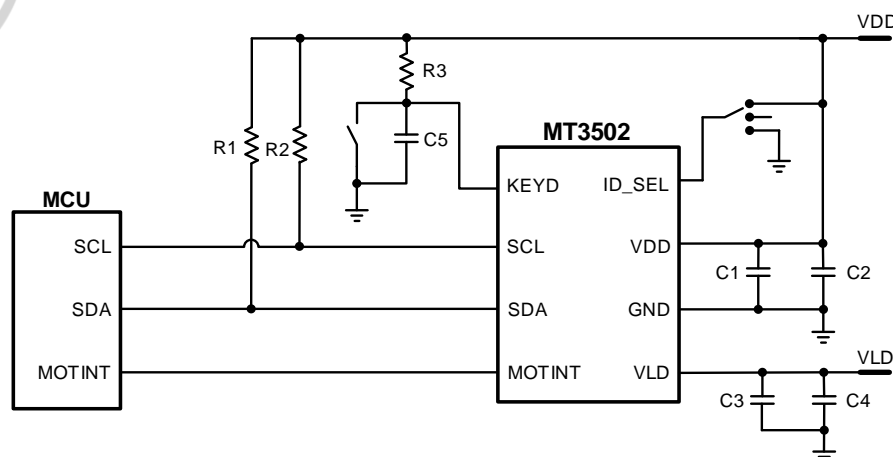 VDD
R3
R1
R2
C5
MT3502
MCU
KEYD
ID_SEL
SCL
SCL
VDD
C1
C2
SDA
SDA
GND
VLD
MOTINT
MOTINT
VLD
C3
C4